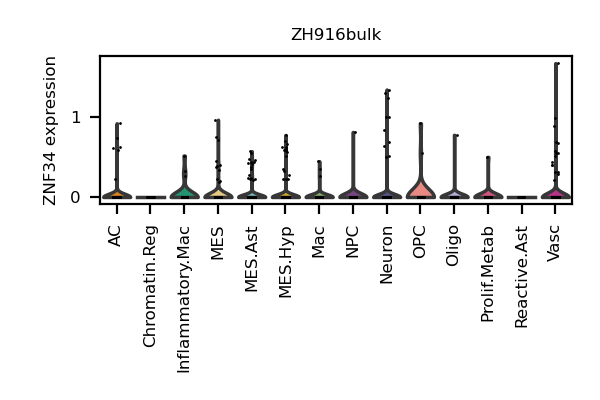 ZH916bulk
ZNF34 expression
1
0
AC
Chromatin.Reg
Inflammatory.Mac
MES
MES.Ast
MES.Hyp
Mac
NPC
Neuron
OPC
Oligo
Prolif.Metab
Reactive.Ast
Vasc